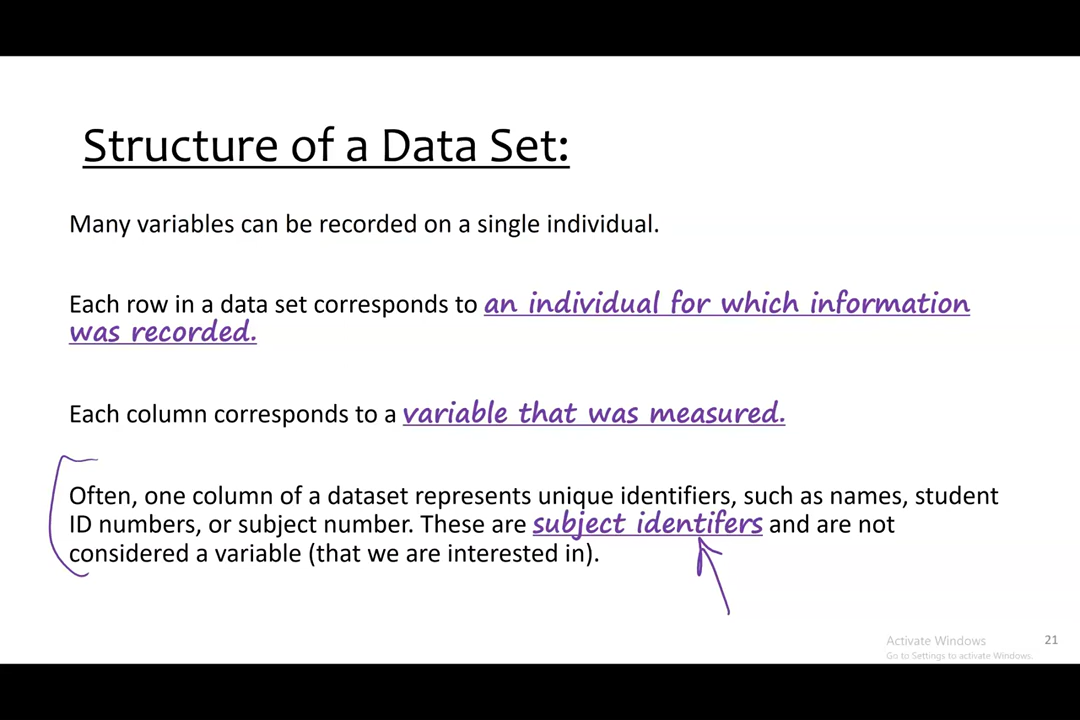 Structure of a Data Set:
Many variables can be recorded on a single individual.
Each row in a data set corresponds to an individual for which information
was recorded.
Each column corresponds to a variable that was measured.
Often, one column of a dataset represents unique identifiers, such as names, student
ID numbers, or subject number. These are subject identifers and are not
considered a variable (that we are interested in).
Activate Windows
Go to Settings to activate Windows.
21